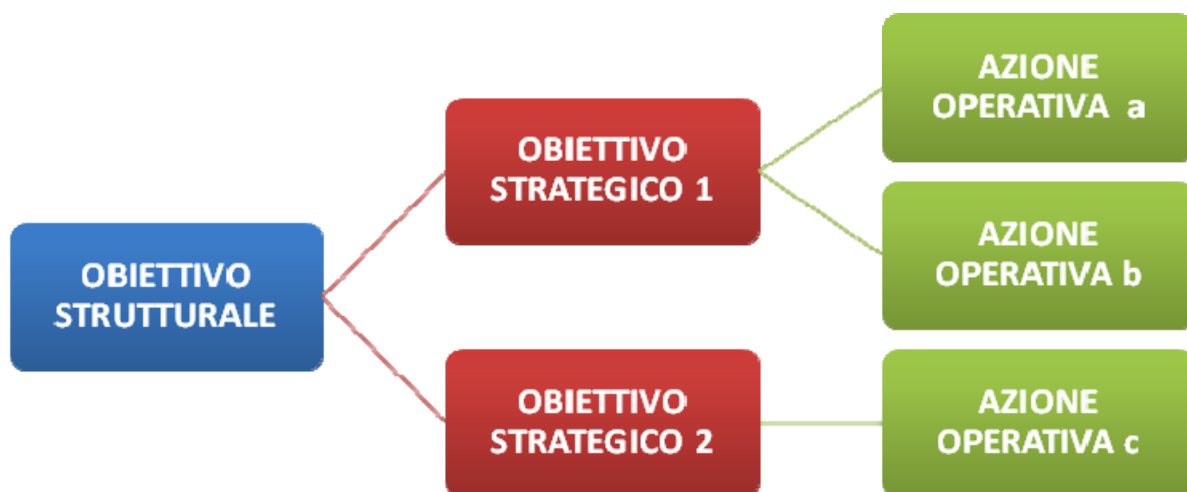 OBIETTIVO
STRUTTURALE
OBIETTIVO
STRATEGICO 1
OBIETTIVO
STRATEGICO 2
AZIONE
OPERATIVA a
AZIONE
OPERATIVA b
AZIONE
OPERATIVA c